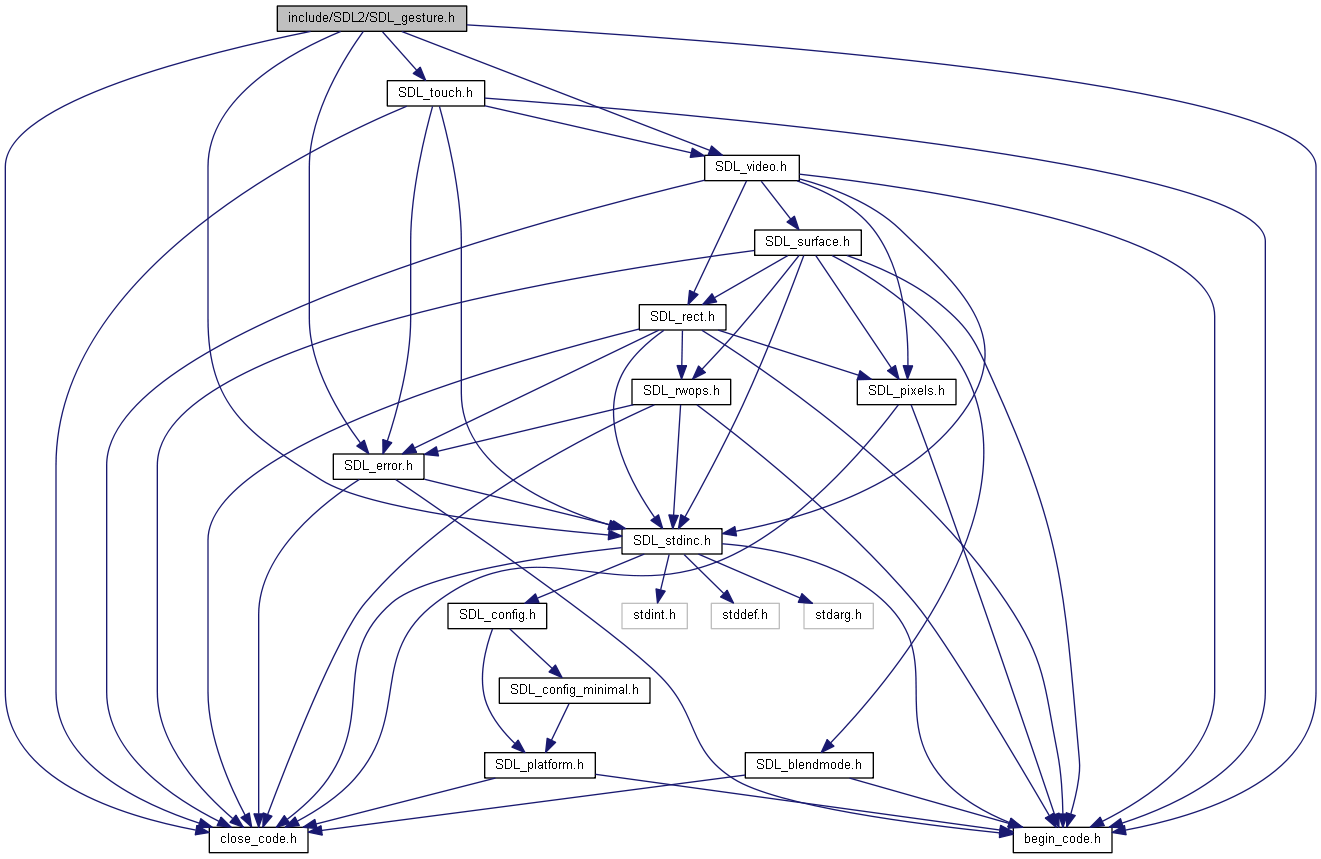 include/SDL2/SDL_gesture.h
SDL_touch.h
SDL_video.h
SDL_surface.h
SDL_rect.h
SDL_rwops.h
SDL_pixels.h
SDL_error.h
SDL_stdinc.h
SDL_config.h
stdint.h
stddef.h
stdarg.h
SDL_config_minimal.h
SDL_platform.h
SDL_blendmode.h
close_code.h
begin_code.h